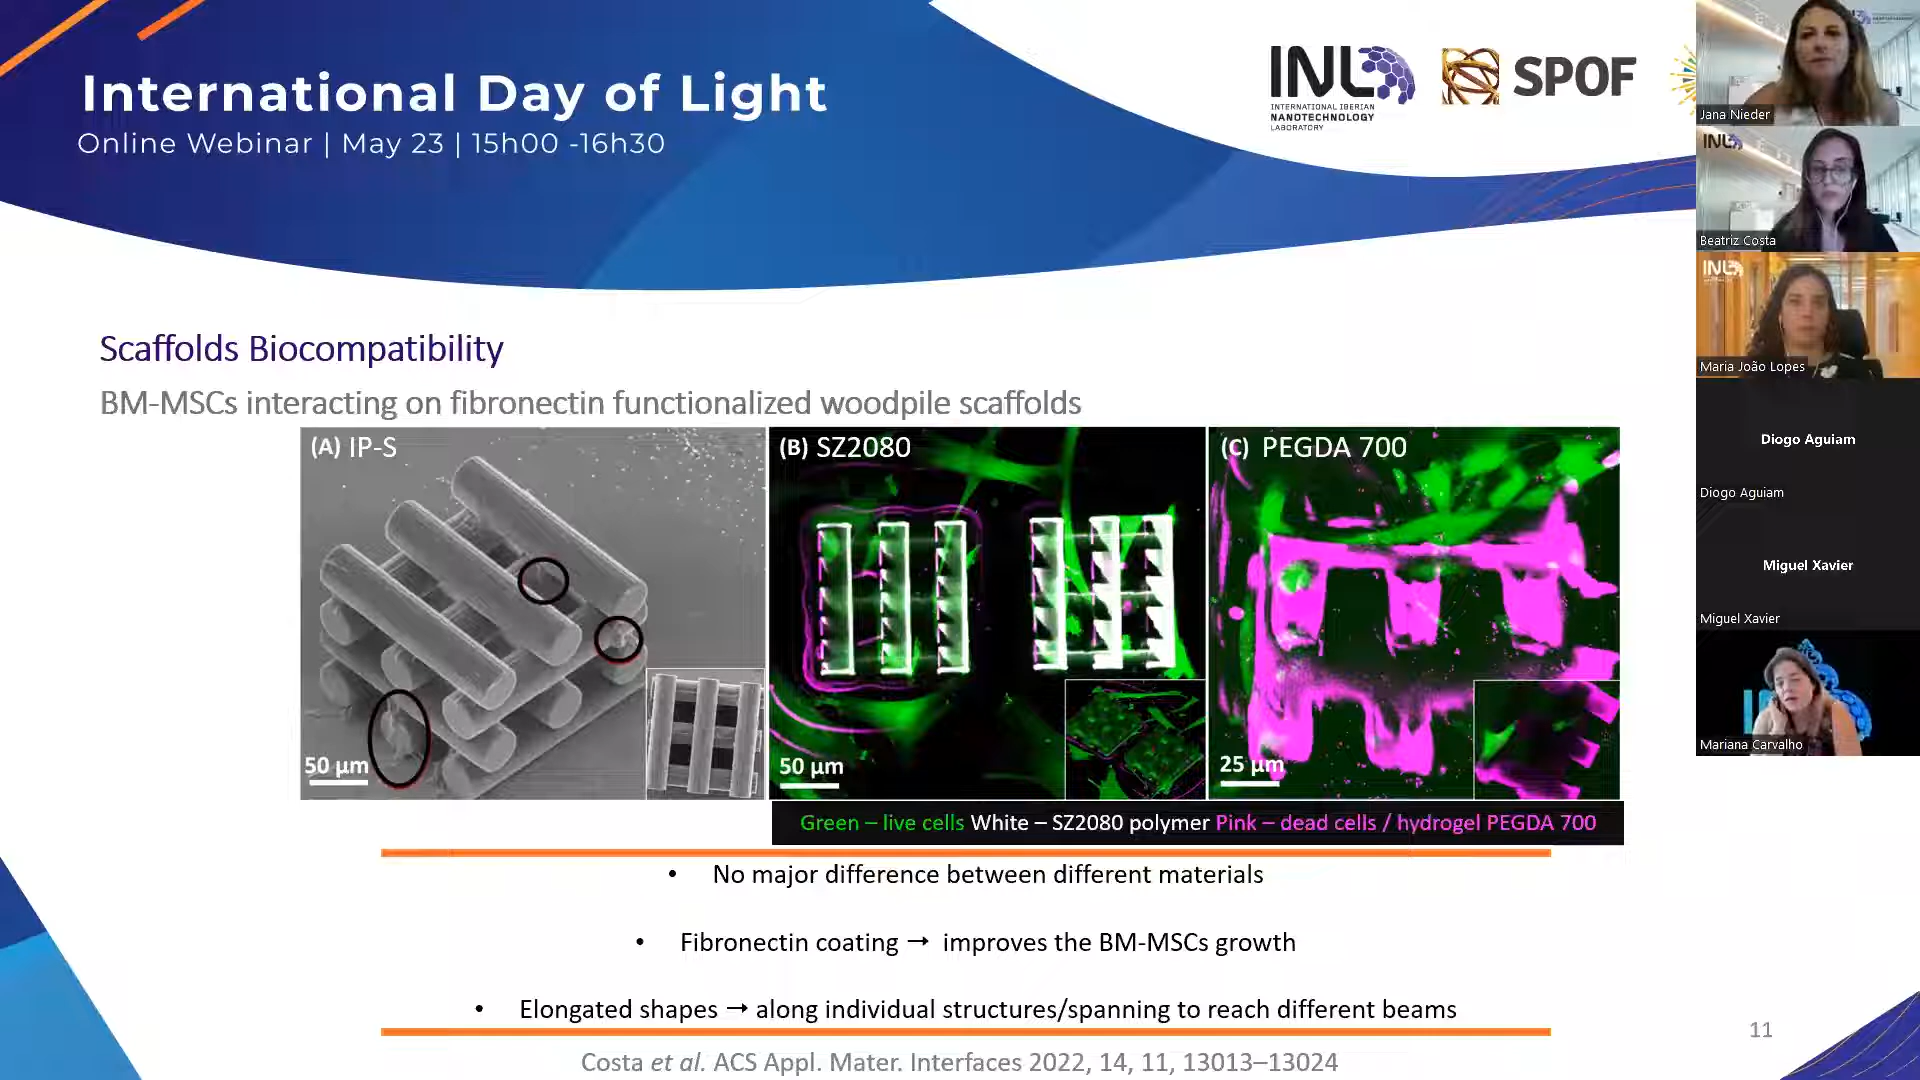 International Day of Light
Online Webinar | May 23 | 15h00 -16h30
INL
INTERNATIONAL IBERIAN
NANOTECHNOLOGY
LABORATORY
SPOF
Scaffolds Biocompatibility
BM-MSCs interacting on fibronectin functionalized woodpile scaffolds
(A) IP-S
50 µm
(B) SZ2080
50 µm
(C) PEGDA 700
25 µm
Green – live cells White – SZ2080 polymer Pink – dead cells / hydrogel PEGDA 700
• No major difference between different materials
• Fibronectin coating → improves the BM-MSCs growth
• Elongated shapes → along individual structures/spanning to reach different beams
Costa et al. ACS Appl. Mater. Interfaces 2022, 14, 11, 13013–13024
11
Jana Nieder
INL
Beatriz Costa
INL
Maria João Lopes
Diogo Aguiam
Diogo Aguiam
Miguel Xavier
Miguel Xavier
Mariana Carvalho